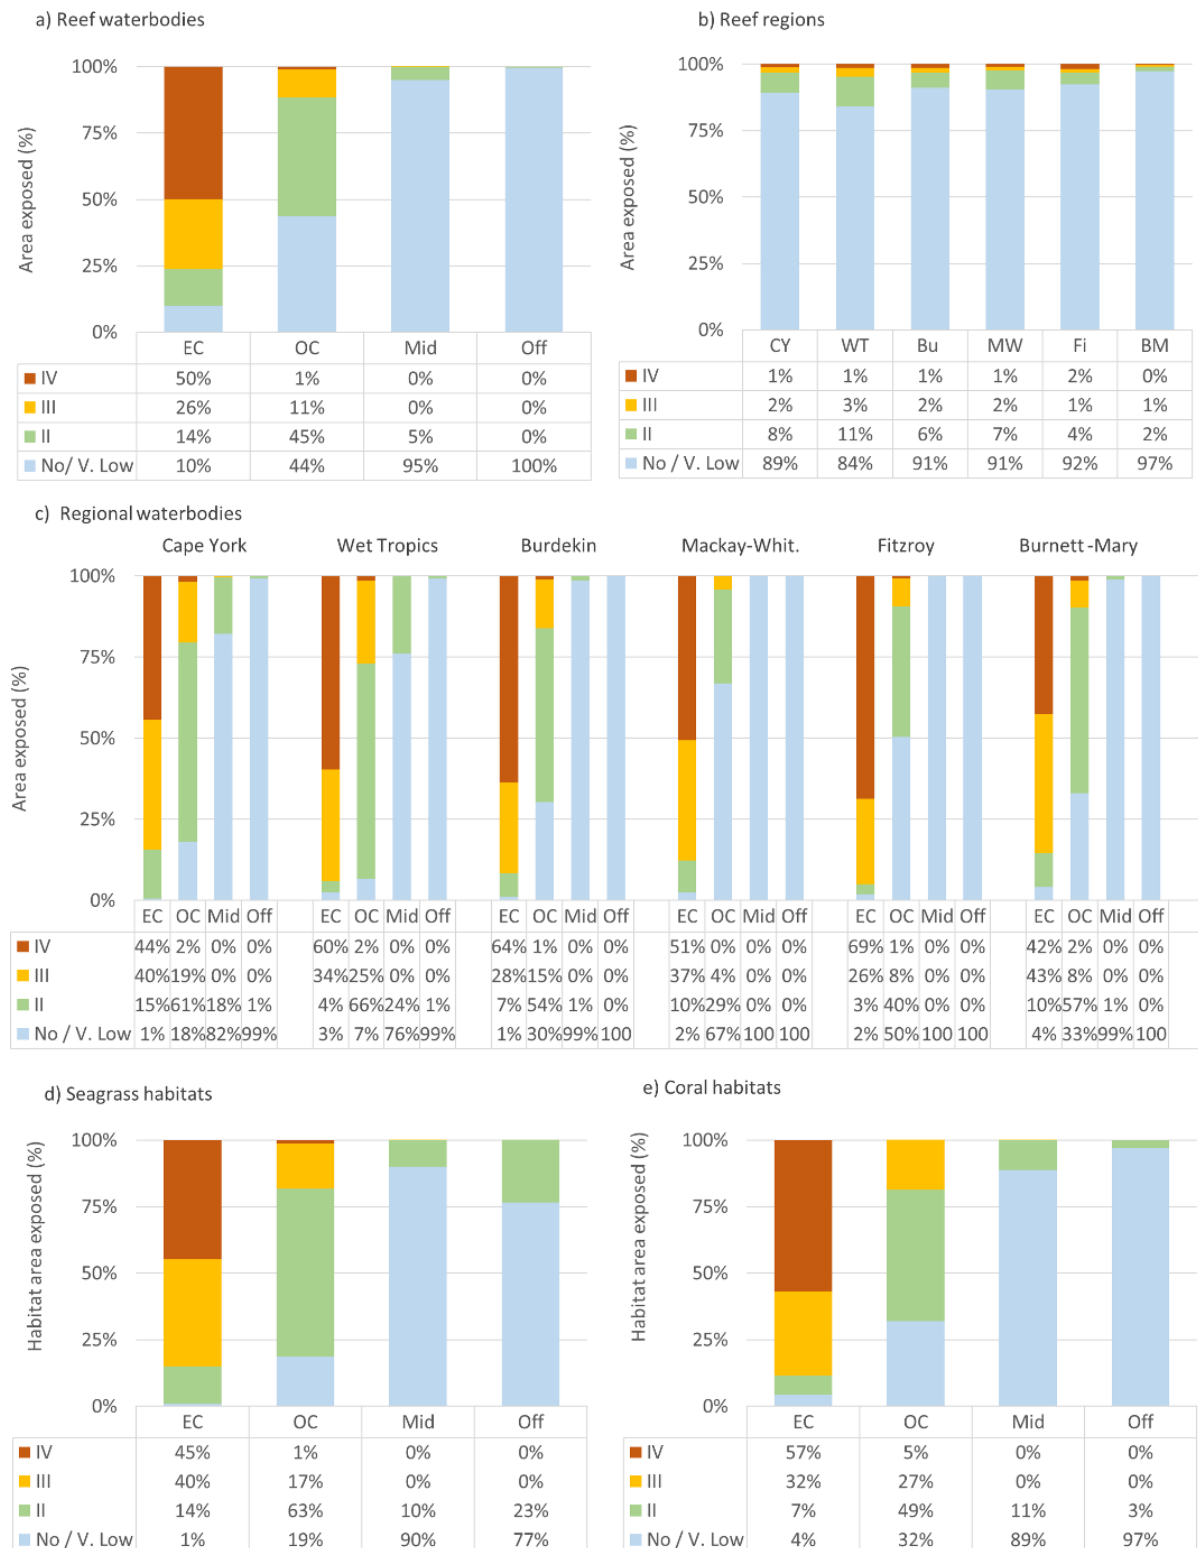 a) Reef waterbodies
100%
75%
50%
25%
0%
Area exposed (%)
EC OC Mid Off
IV 50% 1% 0% 0%
III 26% 11% 0% 0%
II 14% 45% 5% 0%
No/ V. Low 10% 44% 95% 100%
b) Reef regions
100%
75%
50%
25%
0%
Area exposed (%)
CY WT Bu MW Fi BM
IV 1% 1% 1% 1% 2% 0%
III 2% 3% 2% 2% 1% 1%
II 8% 11% 6% 7% 4% 2%
No / V. Low 89% 84% 91% 91% 92% 97%
c) Regional waterbodies
Cape York Wet Tropics Burdekin Mackay-Whit. Fitzroy Burnett -Mary
100%
75%
50%
25%
0%
Area exposed (%)
EC OC Mid Off EC OC Mid Off EC OC Mid Off EC OC Mid Off EC OC Mid Off EC OC Mid Off
IV 44% 2% 0% 0% 60% 2% 0% 0% 64% 1% 0% 0% 51% 0% 0% 0% 69% 1% 0% 0% 42% 2% 0% 0%
III 40% 19% 0% 0% 34% 25% 0% 0% 28% 15% 0% 0% 37% 4% 0% 0% 26% 8% 0% 0% 43% 8% 0% 0%
II 15% 61% 18% 1% 4% 66% 24% 1% 7% 54% 1% 0% 10% 29% 0% 0% 3% 40% 0% 0% 10% 57% 1% 0%
No / V. Low 1% 18% 82% 99% 3% 7% 76% 99% 1% 30% 99% 100 2% 67% 100 100 2% 50% 100 100 4% 33% 99% 100
d) Seagrass habitats
100%
75%
50%
25%
0%
Habitat area exposed (%)
EC OC Mid Off
IV 45% 1% 0% 0%
III 40% 17% 0% 0%
II 14% 63% 10% 23%
No / V. Low 1% 19% 90% 77%
e) Coral habitats
100%
75%
50%
25%
0%
Habitat area exposed (%)
EC OC Mid Off
IV 57% 5% 0% 0%
III 32% 27% 0% 0%
II 7% 49% 11% 3%
No / V. Low 4% 32% 89% 97%